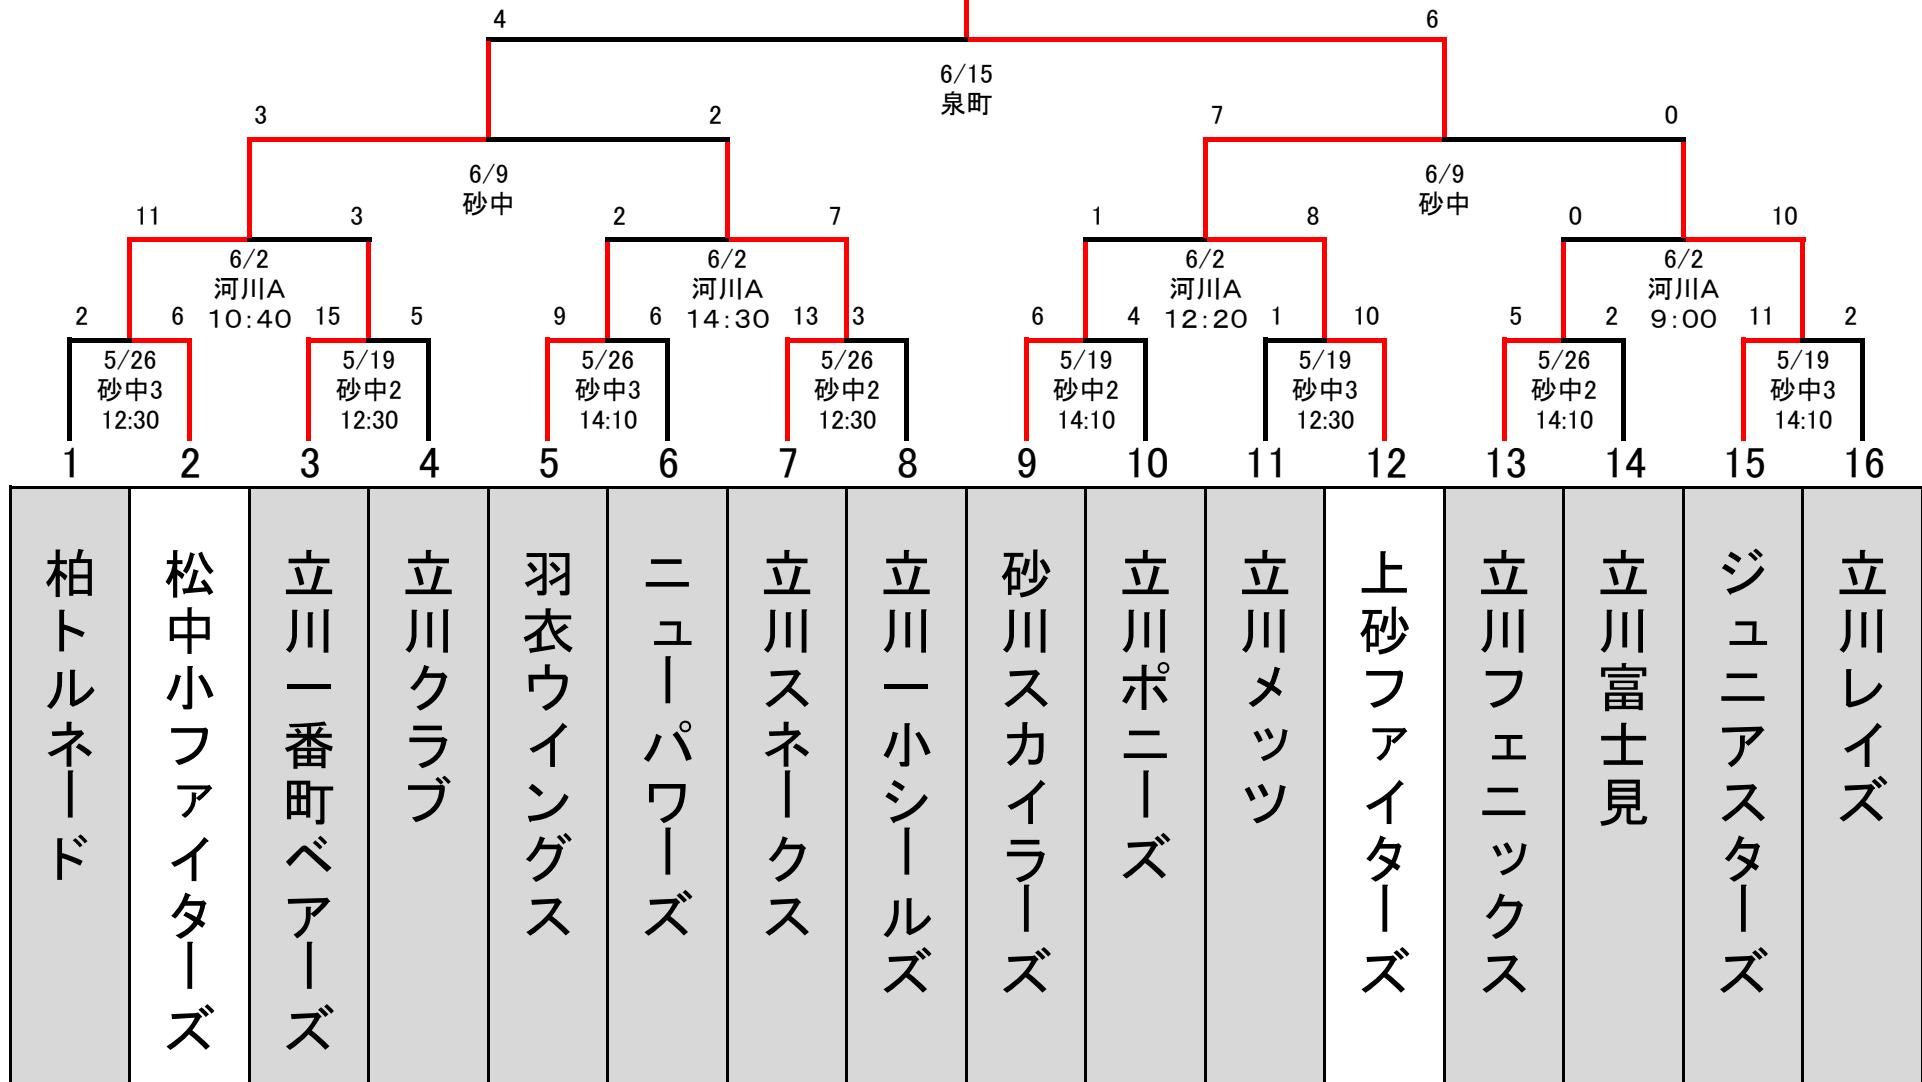 4 6
6/15
泉町
3 2 7 0
6/9 6/9
砂中 砂中
11 3 2 7 1 8 0 10
6/2 6/2 6/2 6/2
河川A 河川A 河川A 河川A
10:40 14:30 12:20 9:00
2 6 15 5 9 6 13 3 6 4 1 10 5 2 11 2
5/26 5/19 5/26 5/26 5/19 5/19 5/26 5/19
砂中3 砂中2 砂中3 砂中2 砂中2 砂中3 砂中2 砂中3
12:30 12:30 14:10 12:30 14:10 12:30 14:10 14:10
1 2 3 4 5 6 7 8 9 10 11 12 13 14 15 16
柏トルネード
松中小ファイターズ
立川一番町ベアーズ
立川クラブ
羽衣ウイングス
ニューパワーズ
立川スネークス
立川一小シールズ
砂川スカイラーズ
立川ポニーズ
立川メッツ
上砂ファイターズ
立川フェニックス
立川富士見
ジュニアスターズ
立川レイズ